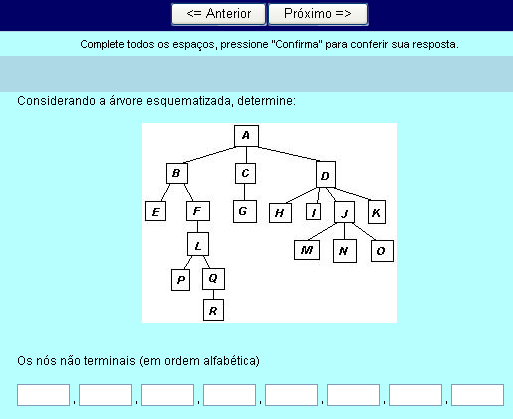 <= Anterior Próximo =>
Complete todos os espaços, pressione "Confirma" para conferir sua resposta.
Considerando a árvore esquematizada, determine:
A
B C D
E F G H I J K
L M N O
P Q
R
Os nós não terminais (em ordem alfabética)
, , , , , , ,